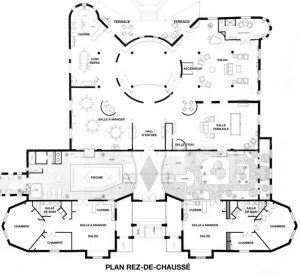 TERRASSE
TERRASSE
CUISINE
COIN
REPAS
ASCENSEUR
SALON
SALLE À MANGER
HALL
D'ENTRÉE
SALLE
FAMILIALE
SALLE D'EAU
PISCINE
SALLE
DE BAIN
CUISINE
CUISINE
SALLE
DE BAIN
SALLE À MANGER
SALLE À MANGER
CHAMBRE
CHAMBRE
SALON
SALON
CHAMBRE
CHAMBRE
PLAN REZ-DE-CHAUSSÉ